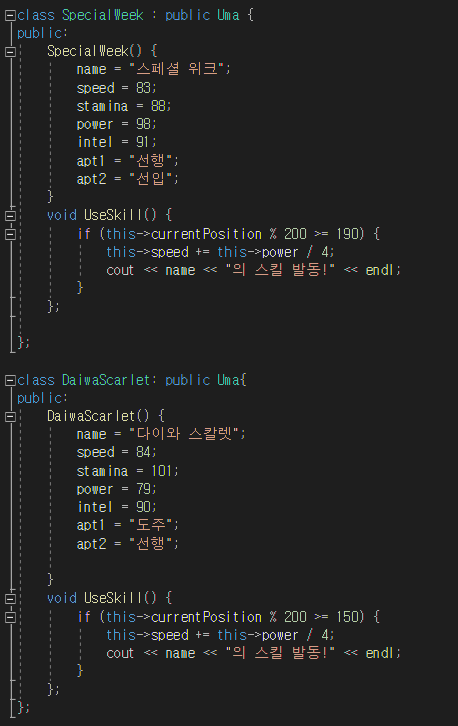 class SpecialWeek : public Uma {
public:
SpecialWeek() {
name = "스페셜 위크";
speed = 83;
stamina = 88;
power = 98;
intel = 91;
apt1 = "선행";
apt2 = "선입";
}
void UseSkill() {
if (this->currentPosition % 200 >= 190) {
this->speed += this->power / 4;
cout << name << "의 스킬 발동!" << endl;
}
};
};
class DaiwaScarlet: public Uma{
public:
DaiwaScarlet() {
name = "다이와 스칼렛";
speed = 84;
stamina = 101;
power = 79;
intel = 90;
apt1 = "도주";
apt2 = "선행";
}
void UseSkill() {
if (this->currentPosition % 200 >= 150) {
this->speed += this->power / 4;
cout << name << "의 스킬 발동!" << endl;
}
};
};